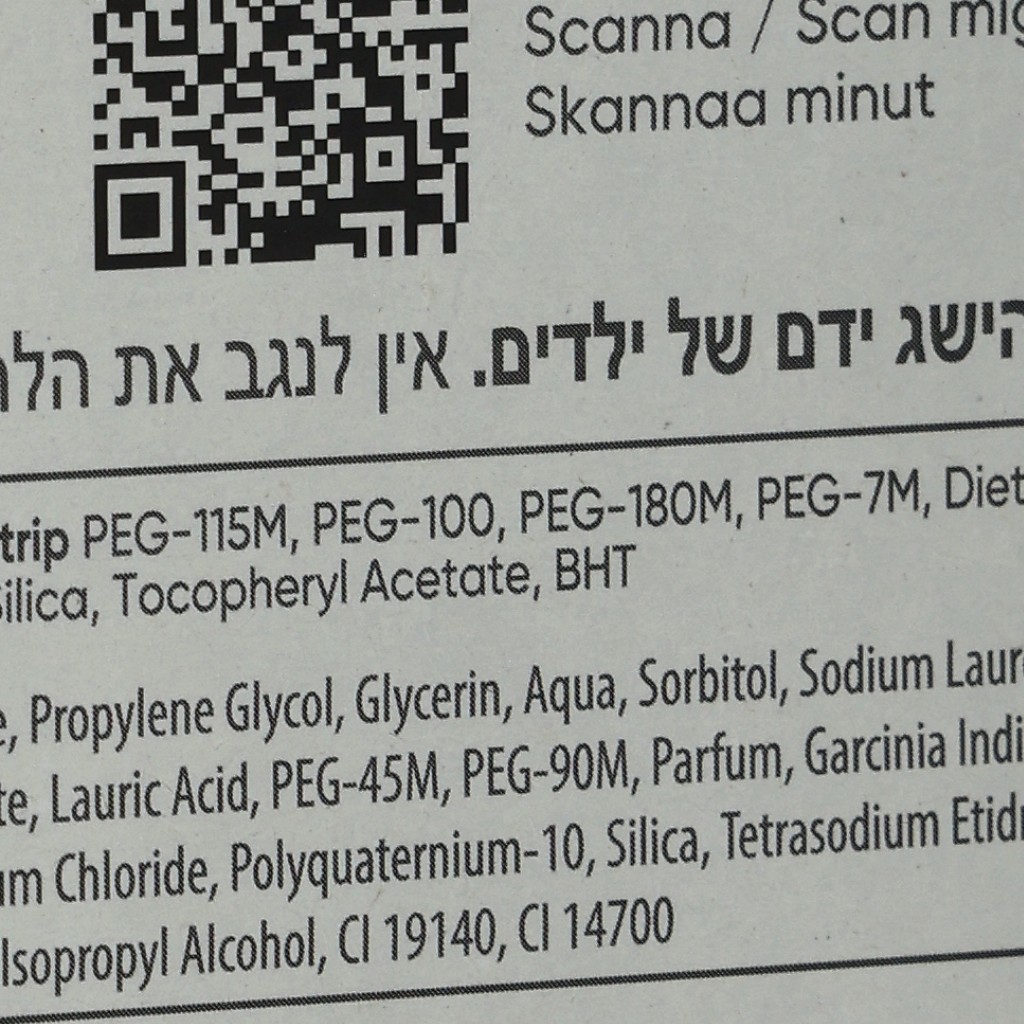 Scanna / Scan
Skannaa minut
ידם של ילדים. אין לנגב את
trip PEG-115M, PEG-100, PEG-180M, PEG-7M,
Silica, Tocopheryl Acetate, BHT
Propylene Glycol, Glycerin, Aqua, Sorbitol, Sodium
Lauric Acid, PEG-45M, PEG-90M, Parfum, Garcinia
Chloride, Polyquaternium-10, Silica, Tetrasodium
Isopropyl Alcohol, CI 19140, CI 14700